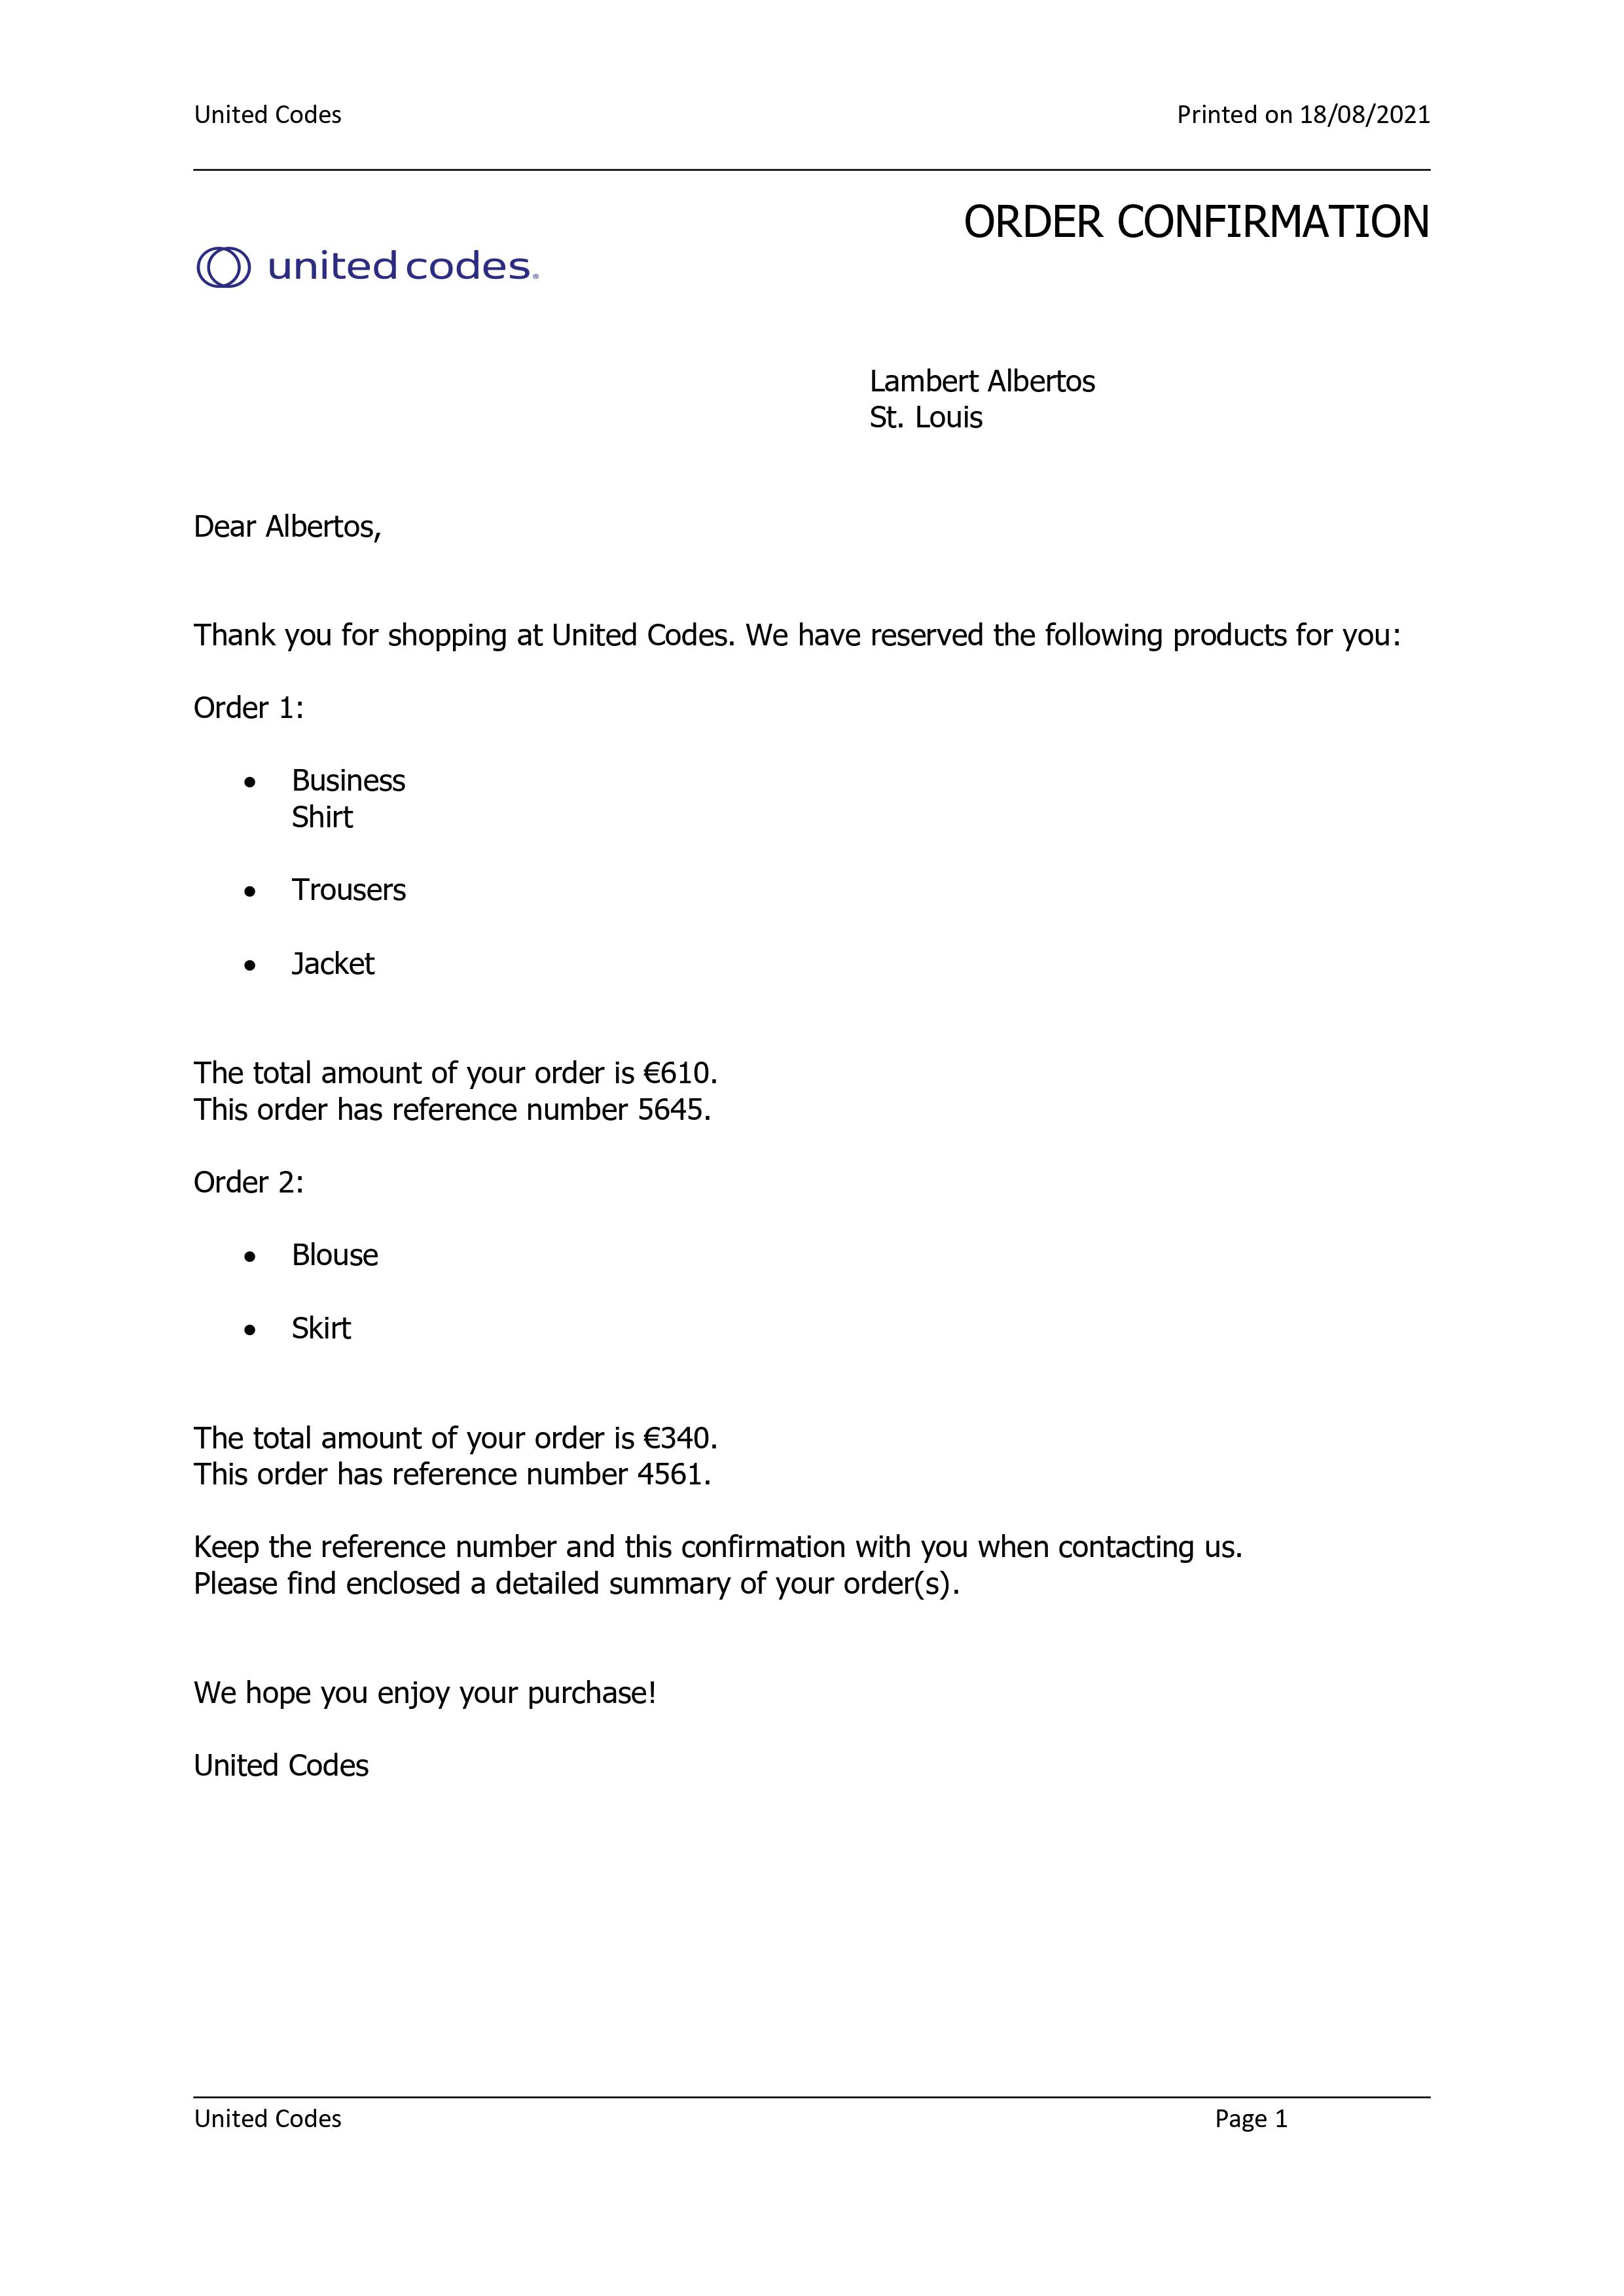 United Codes Printed on 18/08/2021
ORDER CONFIRMATION
united codes®
Lambert Albertos
St. Louis
Dear Albertos,
Thank you for shopping at United Codes. We have reserved the following products for you:
Order 1:
• Business
Shirt
• Trousers
• Jacket
The total amount of your order is €610.
This order has reference number 5645.
Order 2:
• Blouse
• Skirt
The total amount of your order is €340.
This order has reference number 4561.
Keep the reference number and this confirmation with you when contacting us.
Please find enclosed a detailed summary of your order(s).
We hope you enjoy your purchase!
United Codes
United Codes Page 1